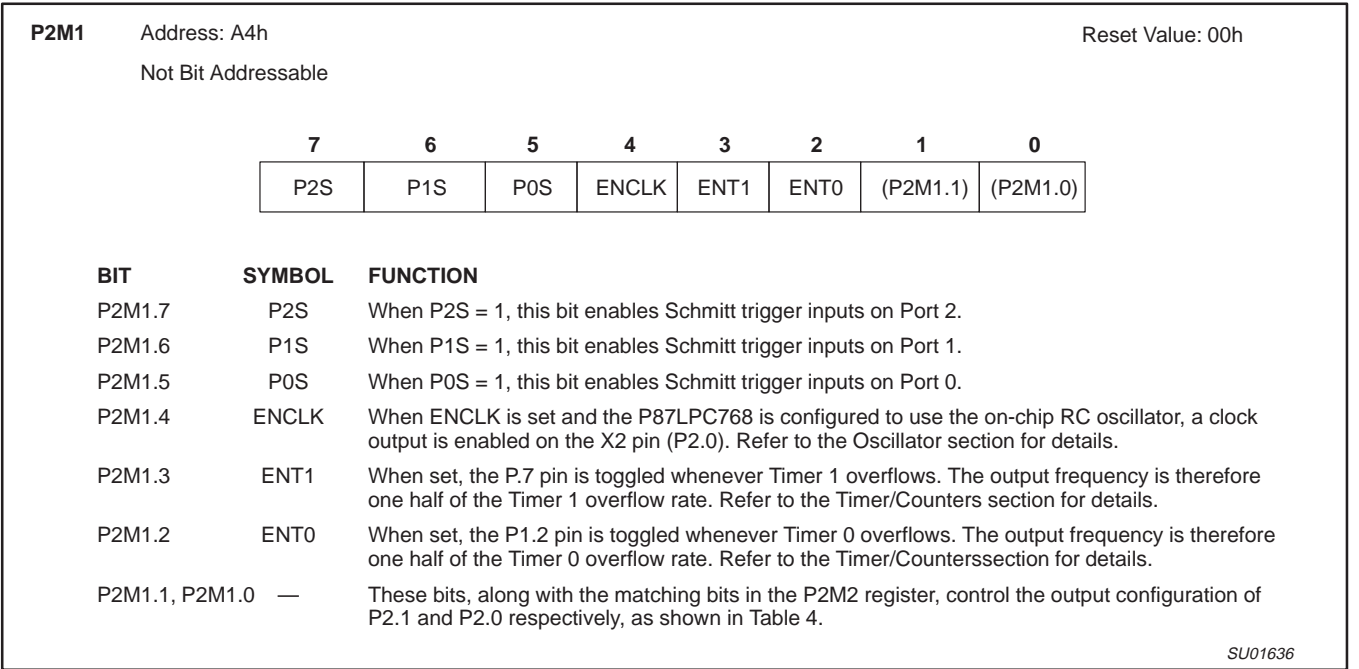 P2M1 Address: A4h Reset Value: 00h
Not Bit Addressable
7 6 5 4 3 2 1 0
P2S P1S P0S ENCLK ENT1 ENT0 (P2M1.1) (P2M1.0)
BIT SYMBOL FUNCTION
P2M1.7 P2S When P2S = 1, this bit enables Schmitt trigger inputs on Port 2.
P2M1.6 P1S When P1S = 1, this bit enables Schmitt trigger inputs on Port 1.
P2M1.5 P0S When P0S = 1, this bit enables Schmitt trigger inputs on Port 0.
P2M1.4 ENCLK When ENCLK is set and the P87LPC768 is configured to use the on-chip RC oscillator, a clock
output is enabled on the X2 pin (P2.0). Refer to the Oscillator section for details.
P2M1.3 ENT1 When set, the P.7 pin is toggled whenever Timer 1 overflows. The output frequency is therefore
one half of the Timer 1 overflow rate. Refer to the Timer/Counters section for details.
P2M1.2 ENT0 When set, the P1.2 pin is toggled whenever Timer 0 overflows. The output frequency is therefore
one half of the Timer 0 overflow rate. Refer to the Timer/Counterssection for details.
P2M1.1, P2M1.0 — These bits, along with the matching bits in the P2M2 register, control the output configuration of
P2.1 and P2.0 respectively, as shown in Table 4.
SU01636